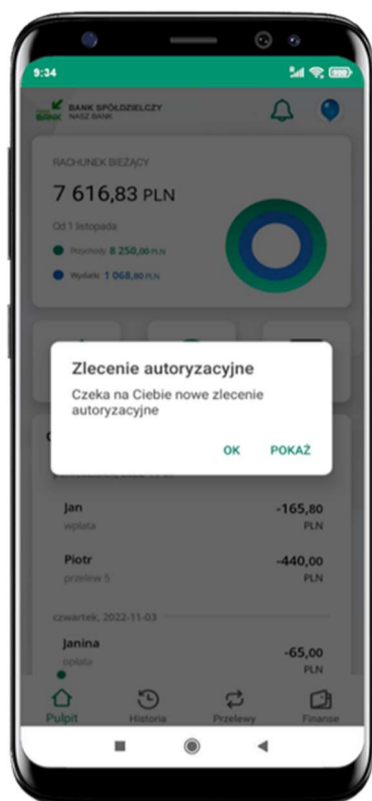 9:34
BANK SPÓŁDZIELCZY
NASZ BANK
RACHUNEK BIEŻĄCY
7 616,83 PLN
Od 1 listopada
Przychody 8 250,00 PLN
Wydatki 1 068,80 PLN
Zlecenie autoryzacyjne
Czeka na Ciebie nowe zlecenie
autoryzacyjne
OK POKAŻ
Jan -165,80
wpłata PLN
Piotr -440,00
przelew 5 PLN
czwartek, 2022-11-03
Janina -65,00
opłata PLN
Pulpit Historia Przelewy Finanse